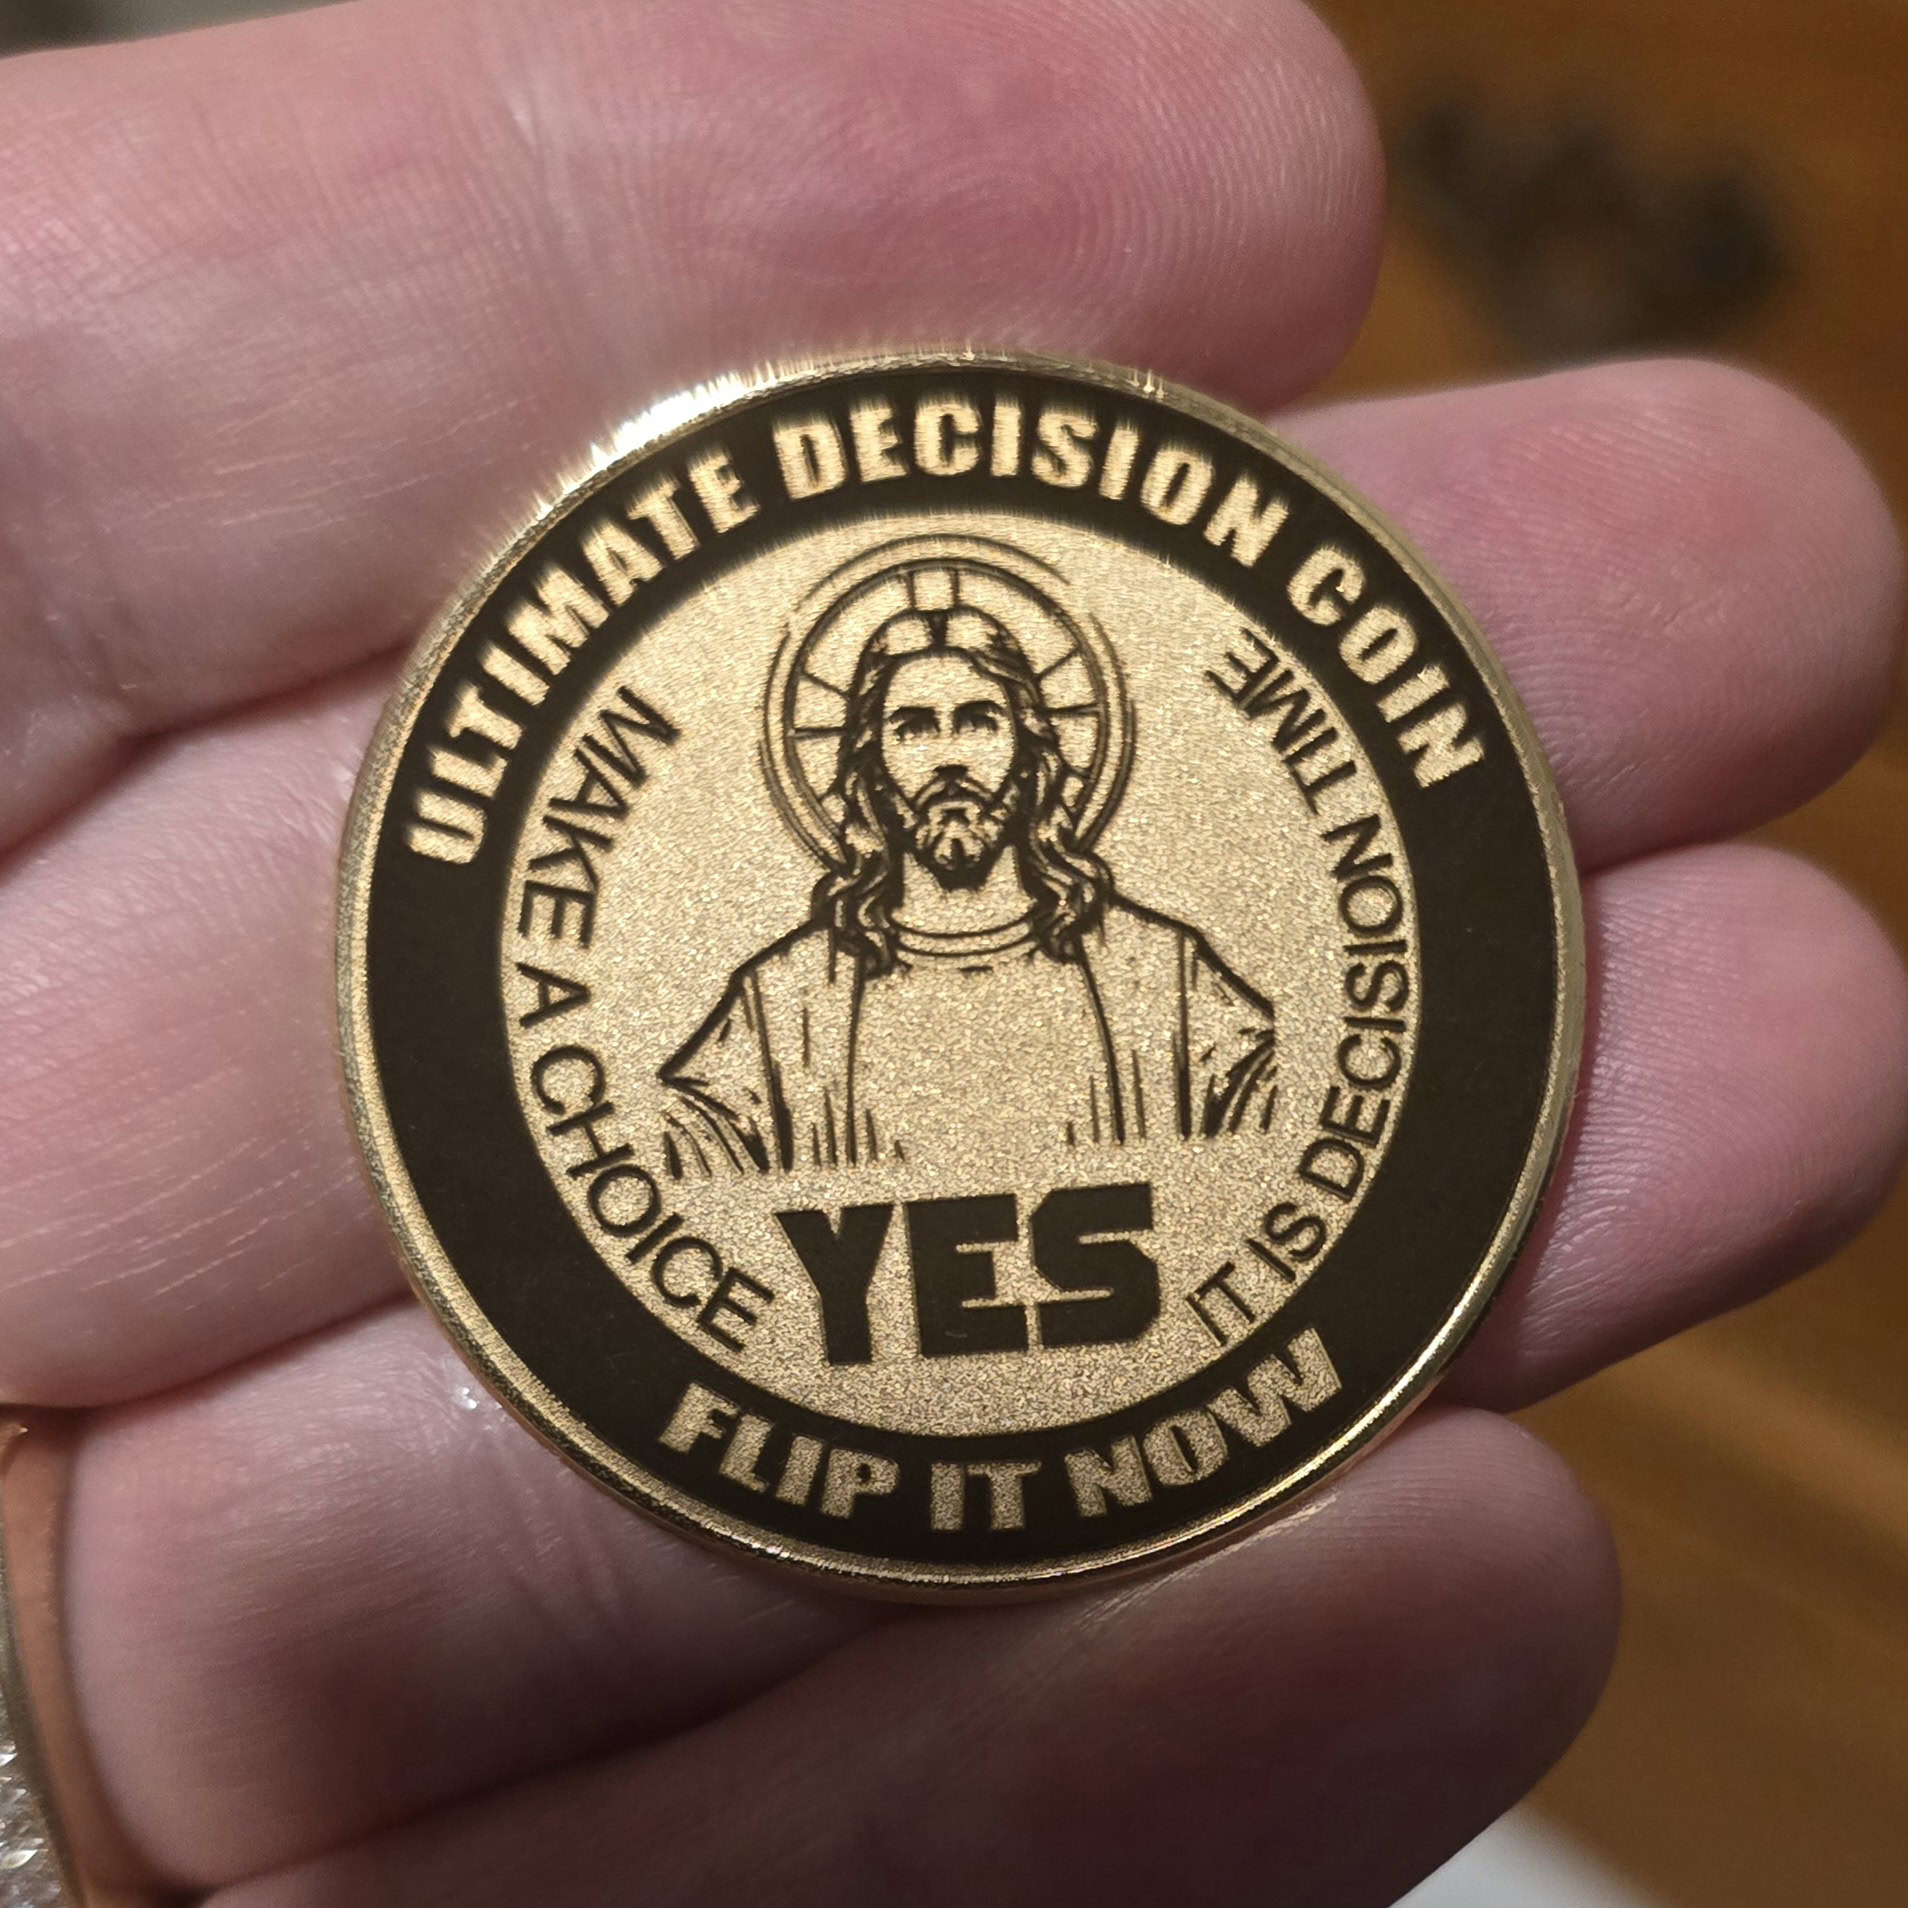 ULTIMATE DECISION COIN
MAKE A CHOICE
IT IS DECISION TIME
YES
FLIP IT NOW